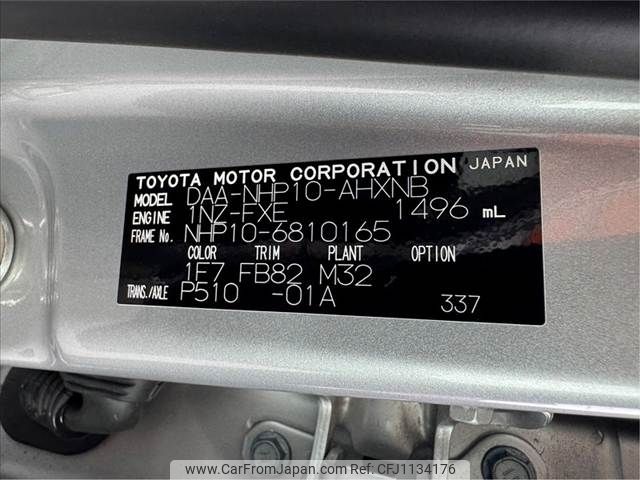 TOYOTA MOTOR CORPORATION JAPAN
MODEL DAA-NHP10-AHXNB
ENGINE 1NZ-FXE 1496 mL
FRAME No. NHP10-6810165
COLOR TRIM PLANT OPTION
1F7 FB82 M32
TRANS./AXLE P510 -01A 337
www.CarFromJapan.com Ref:CFJ1134176